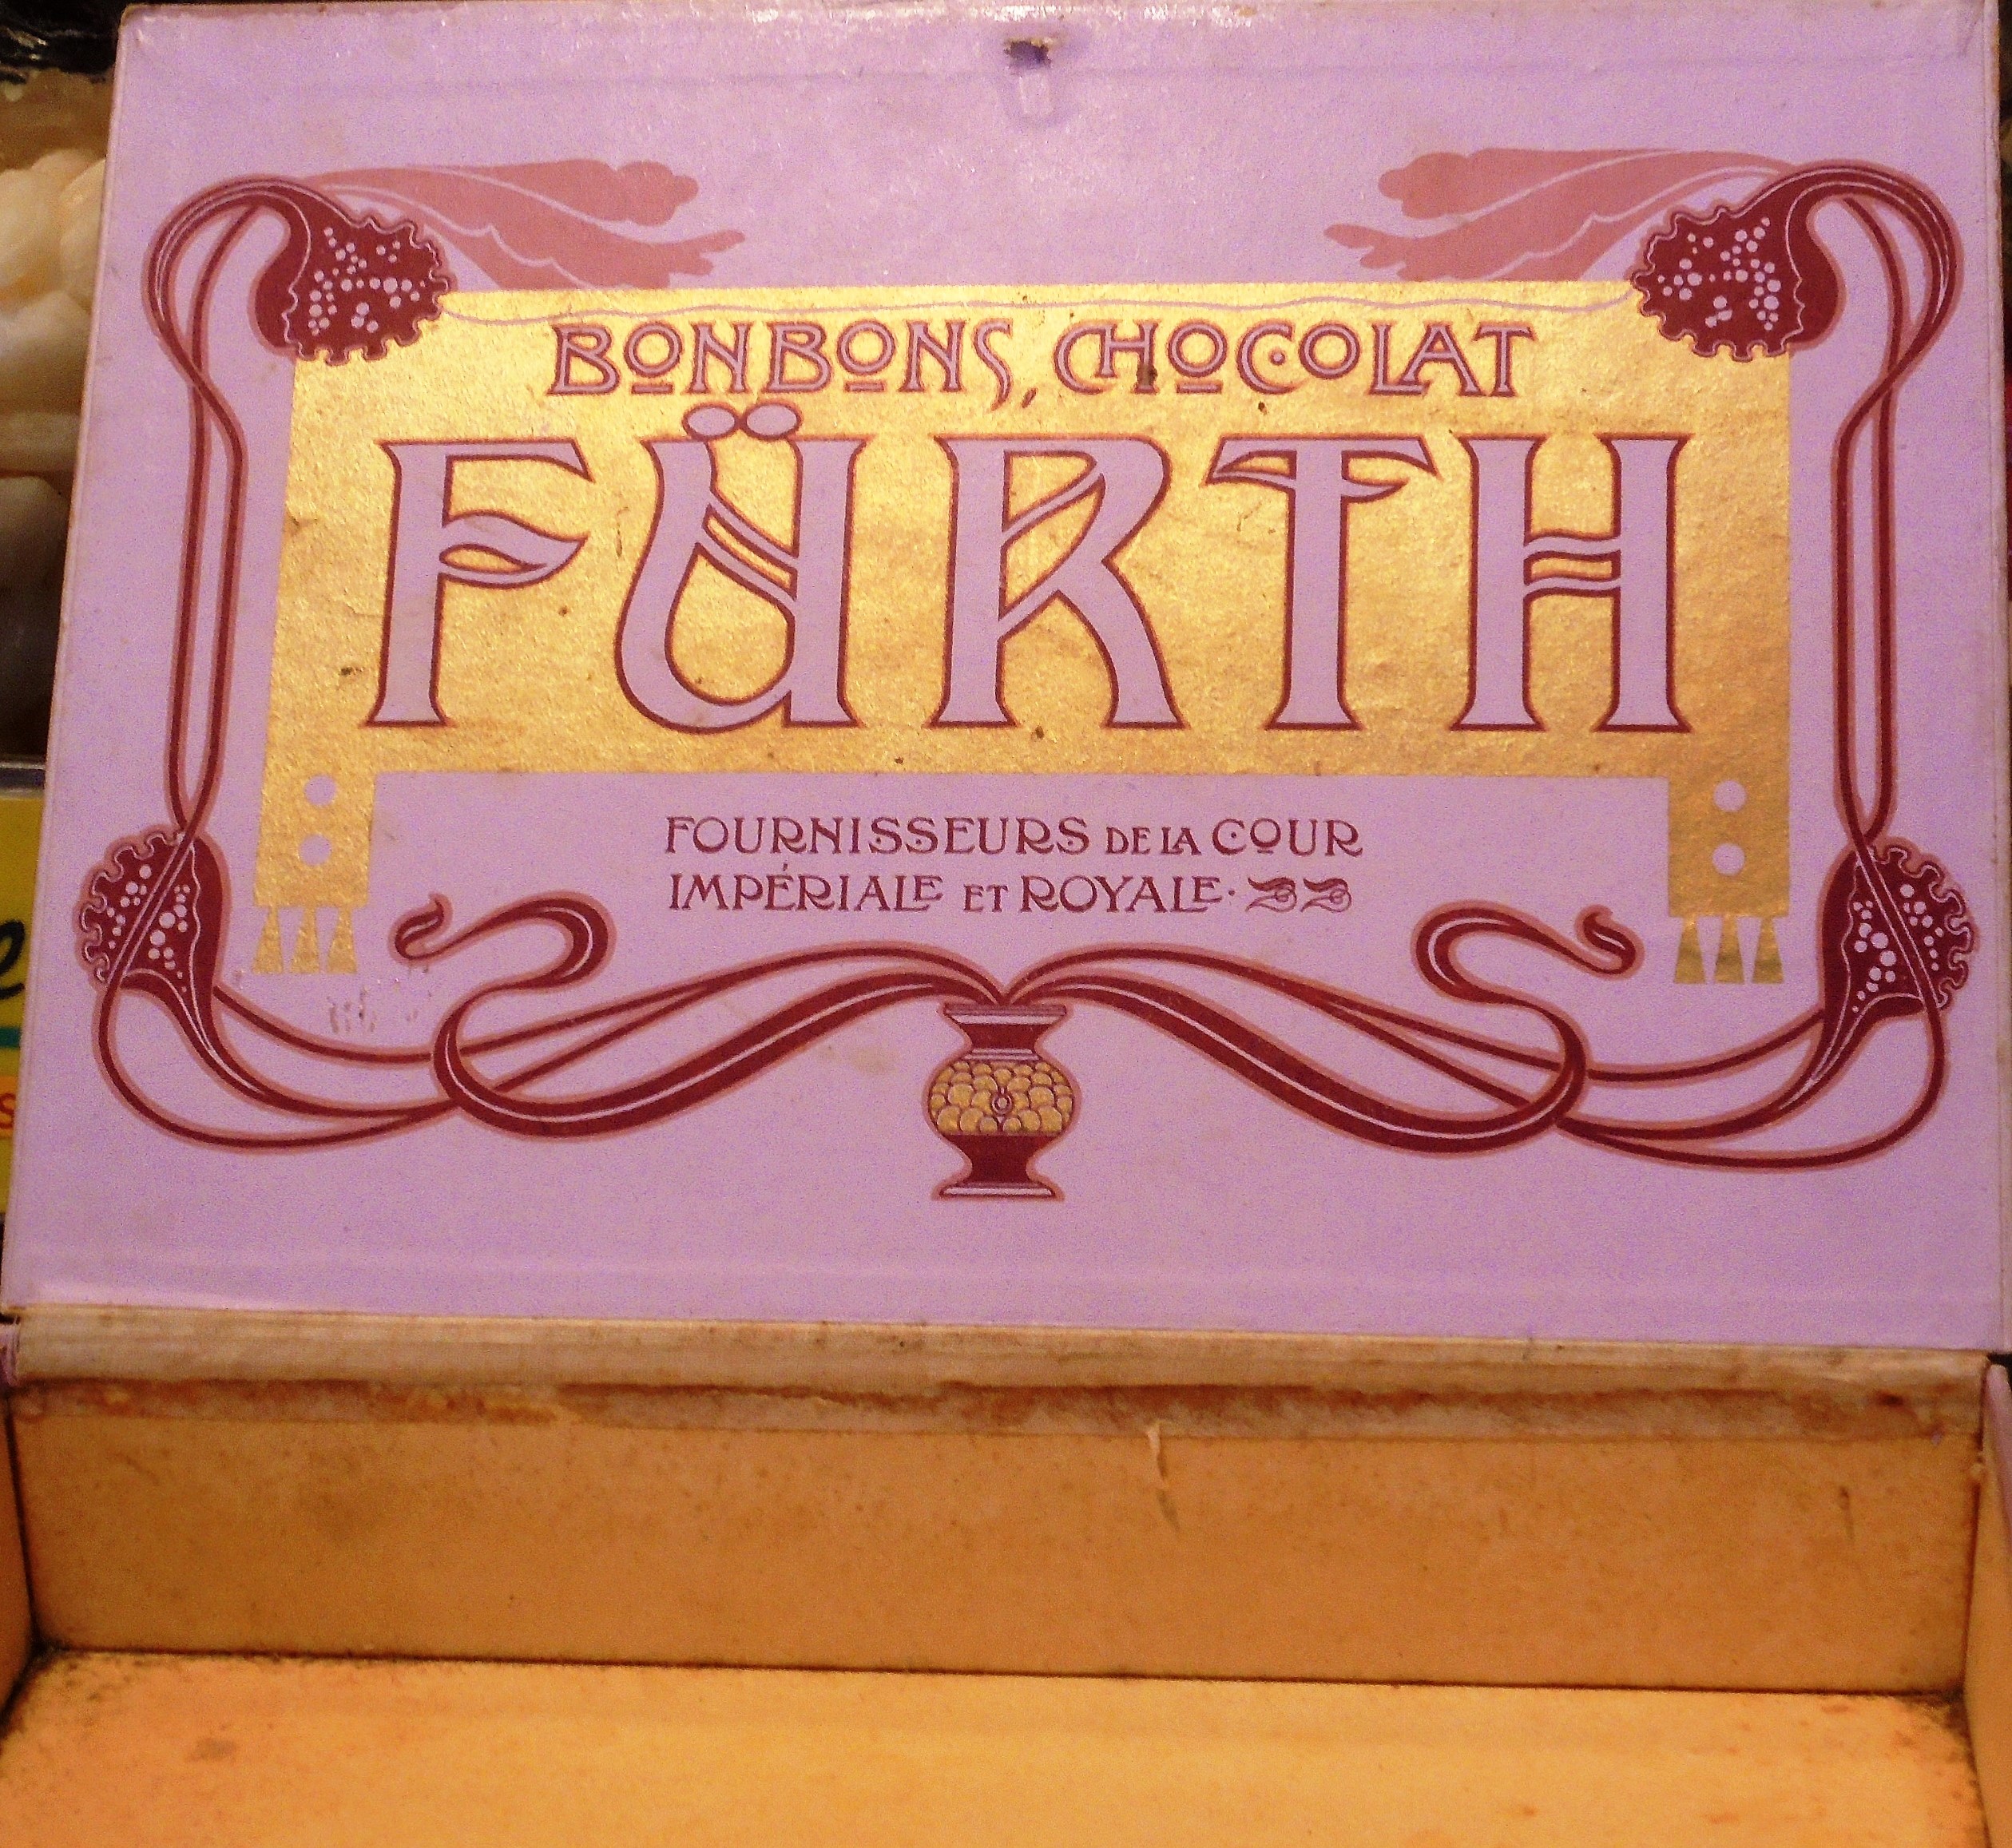 BONBONS, CHOCOLAT
FÜRTH
FOURNISSEURS DE LA COUR
IMPÉRIALE ET ROYALE.